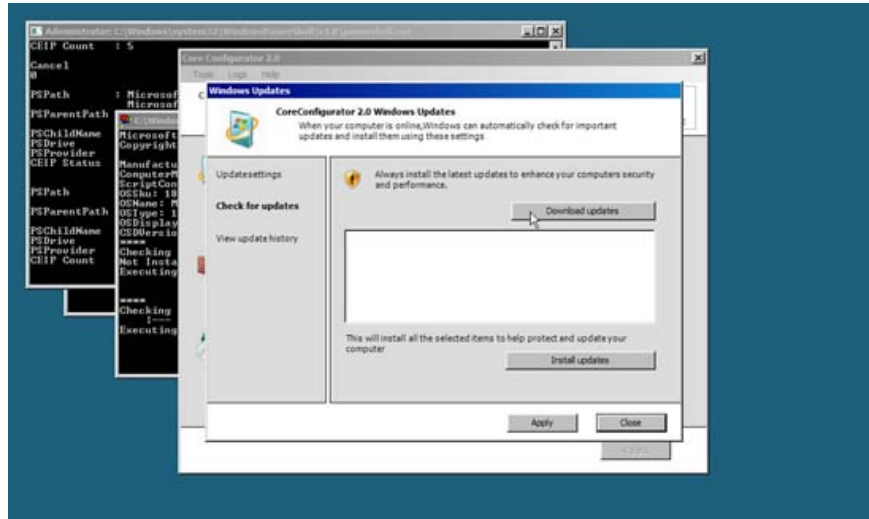 Administrator: C:\Windows\system32\WindowsPowerShell\v1.0\powershell.exe
CEIP Count : 5
Cancel
0
PSPath : Microsof
Microsof
PSParentPath
PSChildName
PSDrive
PSProvider
CEIP Status
PSPath
PSParentPath
PSChildName
PSDrive
PSProvider
CEIP Count
C:\Window
Microsoft
Copyright
Manufactu
ComputerM
ScriptCon
OSSku: 18
OSName: M
OSType: 1
OSDisplay
CSDVersio
====
Checking
Not Insta
Executing
====
Checking
:---
Executing
Core Configurator 2.0
Tools Logs Help
Windows Updates
CoreConfigurator 2.0 Windows Updates
When your computer is online,Windows can automatically check for important
updates and install them using these settings
Updatesettings
Check for updates
View update history
Always install the latest updates to enhance your computers security
and performance.
Download updates
This will install all the selected items to help protect and update your
computer
Install updates
Apply Close